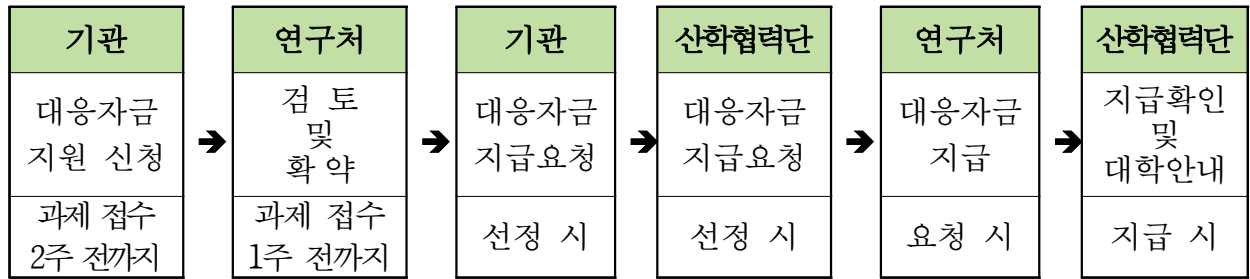 기관
대응자금
지원 신청
과제 접수
2주 전까지
➔
연구처
검 토
및
확 약
과제 접수
1주 전까지
➔
기관
대응자금
지급요청
선정 시
➔
산학협력단
대응자금
지급요청
선정 시
➔
연구처
대응자금
지급
요청 시
➔
산학협력단
지급확인
및
대학안내
지급 시